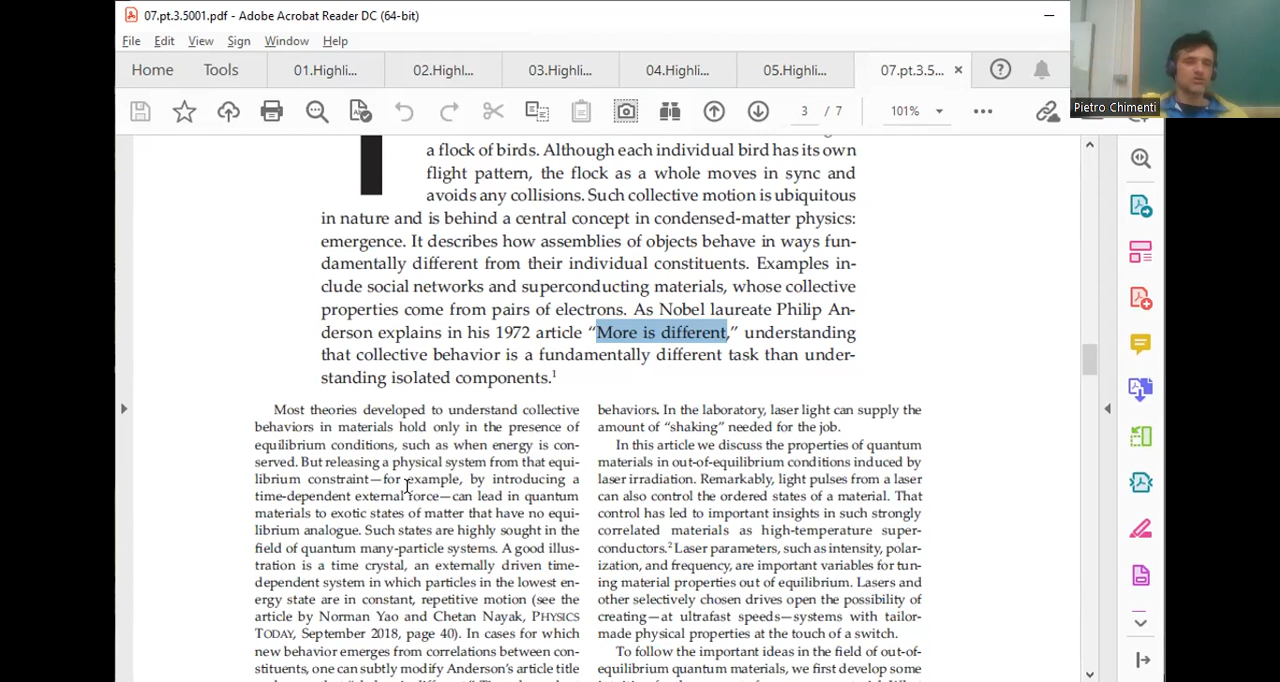 07.pt.3.5001.pdf - Adobe Acrobat Reader DC (64-bit)
File Edit View Sign Window Help
Home Tools 01.Highli... 02.Highl... 03.Highli... 04.Highli... 05.Highli... 07.pt.3.5...
3 / 7 101%
Pietro Chimenti
a flock of birds. Although each individual bird has its own
flight pattern, the flock as a whole moves in sync and
avoids any collisions. Such collective motion is ubiquitous
in nature and is behind a central concept in condensed-matter physics:
emergence. It describes how assemblies of objects behave in ways fun-
damentally different from their individual constituents. Examples in-
clude social networks and superconducting materials, whose collective
properties come from pairs of electrons. As Nobel laureate Philip An-
derson explains in his 1972 article “More is different,” understanding
that collective behavior is a fundamentally different task than under-
standing isolated components.¹
Most theories developed to understand collective
behaviors in materials hold only in the presence of
equilibrium conditions, such as when energy is con-
served. But releasing a physical system from that equi-
librium constraint—for example, by introducing a
time-dependent external force—can lead in quantum
materials to exotic states of matter that have no equi-
librium analogue. Such states are highly sought in the
field of quantum many-particle systems. A good illus-
tration is a time crystal, an externally driven time-
dependent system in which particles in the lowest en-
ergy state are in constant, repetitive motion (see the
article by Norman Yao and Chetan Nayak, PHYSICS
TODAY, September 2018, page 40). In cases for which
new behavior emerges from correlations between con-
stituents, one can subtly modify Anderson's article title
behaviors. In the laboratory, laser light can supply the
amount of “shaking” needed for the job.
In this article we discuss the properties of quantum
materials in out-of-equilibrium conditions induced by
laser irradiation. Remarkably, light pulses from a laser
can also control the ordered states of a material. That
control has led to important insights in such strongly
correlated materials as high-temperature super-
conductors.² Laser parameters, such as intensity, polar-
ization, and frequency, are important variables for tun-
ing material properties out of equilibrium. Lasers and
other selectively chosen drives open the possibility of
creating—at ultrafast speeds—systems with tailor-
made physical properties at the touch of a switch.
To follow the important ideas in the field of out-of-
equilibrium quantum materials, we first develop some